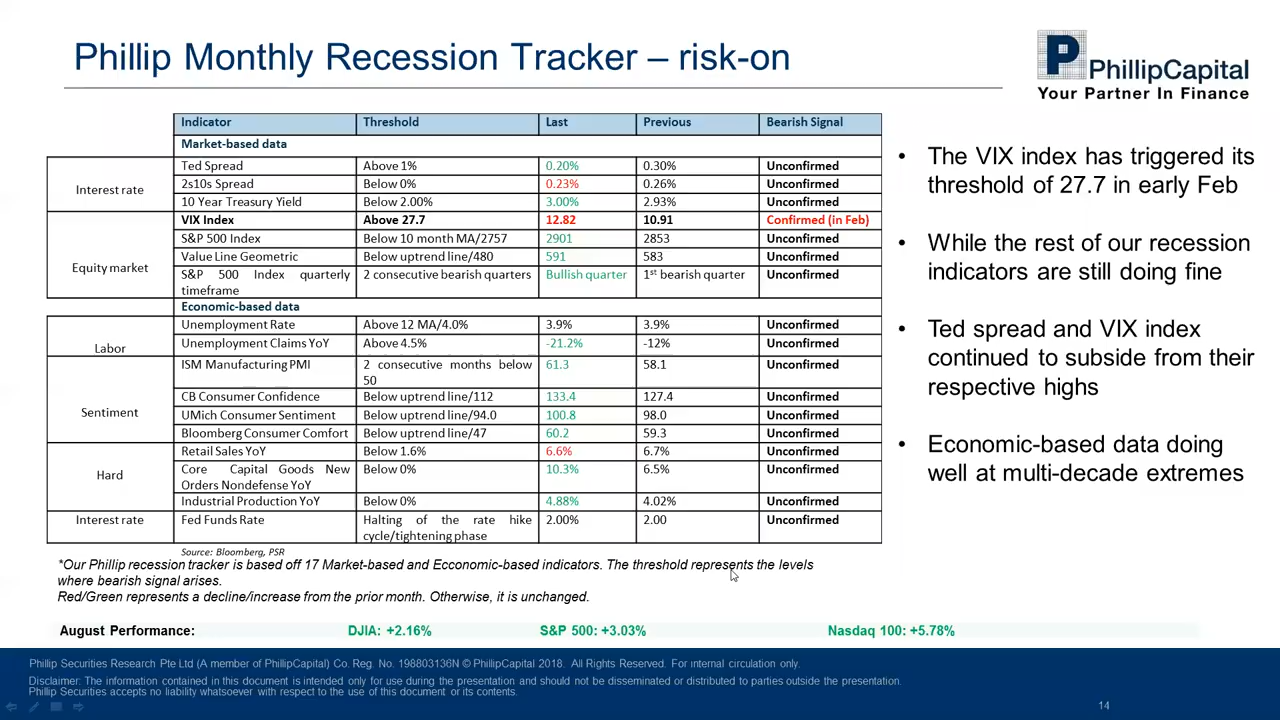 Phillip Monthly Recession Tracker – risk-on
P
PhillipCapital
Your Partner In Finance
Indicator Threshold Last Previous Bearish Signal
Market-based data
Interest rate
Ted Spread Above 1% 0.20% 0.30% Unconfirmed
2s10s Spread Below 0% 0.23% 0.26% Unconfirmed
10 Year Treasury Yield Below 2.00% 3.00% 2.93% Unconfirmed
Equity market
VIX Index Above 27.7 12.82 10.91 Confirmed (in Feb)
S&P 500 Index Below 10 month MA/2757 2901 2853 Unconfirmed
Value Line Geometric Below uptrend line/480 591 583 Unconfirmed
S&P 500 Index quarterly 2 consecutive bearish quarters Bullish quarter 1st bearish quarter Unconfirmed
timeframe
Economic-based data
Labor
Unemployment Rate Above 12 MA/4.0% 3.9% 3.9% Unconfirmed
Unemployment Claims YoY Above 4.5% -21.2% -12% Unconfirmed
Sentiment
ISM Manufacturing PMI 2 consecutive months below 61.3 58.1 Unconfirmed
50
CB Consumer Confidence Below uptrend line/112 133.4 127.4 Unconfirmed
UMich Consumer Sentiment Below uptrend line/94.0 100.8 98.0 Unconfirmed
Bloomberg Consumer Comfort Below uptrend line/47 60.2 59.3 Unconfirmed
Hard
Retail Sales YoY Below 1.6% 6.6% 6.7% Unconfirmed
Core Capital Goods New Below 0% 10.3% 6.5% Unconfirmed
Orders Nondefense YoY
Industrial Production YoY Below 0% 4.88% 4.02% Unconfirmed
Interest rate Fed Funds Rate Halting of the rate hike 2.00% 2.00 Unconfirmed
cycle/tightening phase
Source: Bloomberg, PSR
*Our Phillip recession tracker is based off 17 Market-based and Ecconomic-based indicators. The threshold represents the levels
where bearish signal arises.
Red/Green represents a decline/increase from the prior month. Otherwise, it is unchanged.
August Performance: DJIA: +2.16% S&P 500: +3.03% Nasdaq 100: +5.78%
• The VIX index has triggered its
threshold of 27.7 in early Feb
• While the rest of our recession
indicators are still doing fine
• Ted spread and VIX index
continued to subside from their
respective highs
• Economic-based data doing
well at multi-decade extremes
Phillip Securities Research Pte Ltd (A member of PhillipCapital) Co. Reg. No. 198803136N © PhillipCapital 2018. All Rights Reserved. For internal circulation only.
Disclaimer: The information contained in this document is intended only for use during the presentation and should not be disseminated or distributed to parties outside the presentation.
Phillip Securities accepts no liability whatsoever with respect to the use of this document or its contents.
14